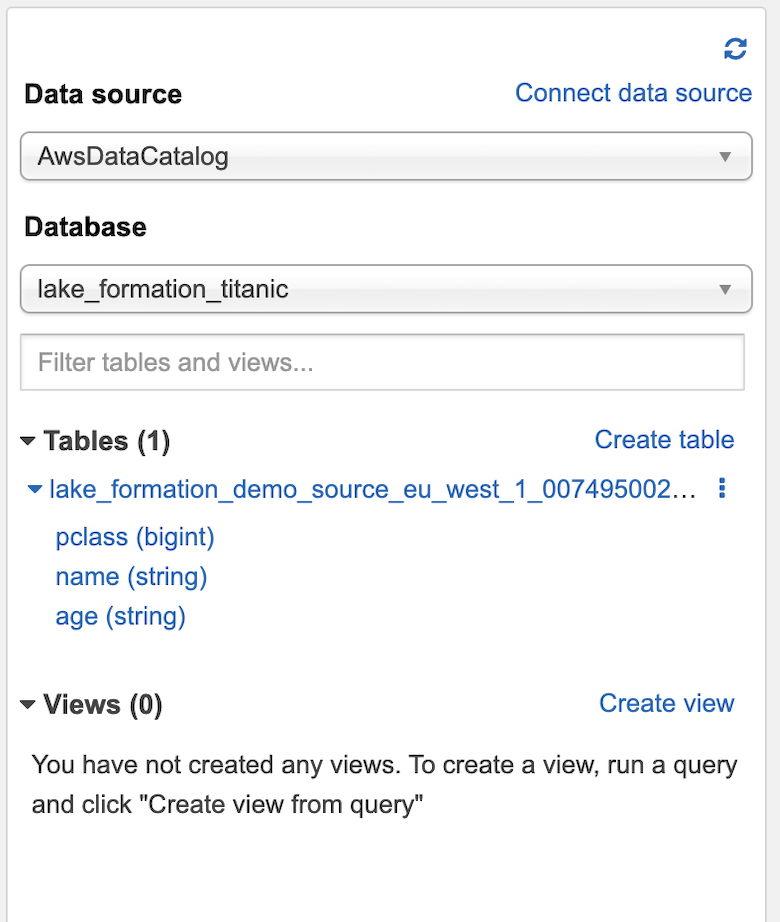 Data source
Connect data source
AwsDataCatalog
Database
lake_formation_titanic
Filter tables and views...
Tables (1)
Create table
lake_formation_demo_source_eu_west_1_007495002...
pclass (bigint)
name (string)
age (string)
Views (0)
Create view
You have not created any views. To create a view, run a query
and click "Create view from query"